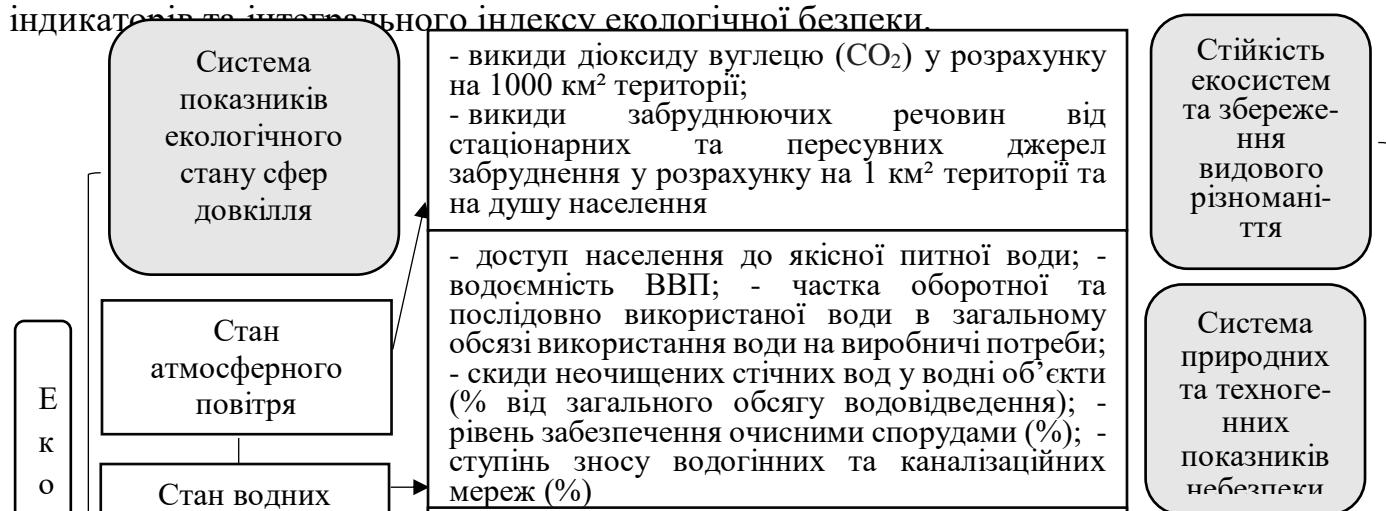 індикаторів та інтегрального індексу екологічної безпеки.
Система
показників
екологічного
стану сфер
довкілля
- викиди діоксиду вуглецю (CO₂) у розрахунку
на 1000 км² території;
- викиди забруднюючих речовин від
стаціонарних та пересувних джерел
забруднення у розрахунку на 1 км² території та
на душу населення
Стійкість
екосистем
та збереже-
ння
видового
різномані-
ття
Стан
атмосферного
повітря
- доступ населення до якісної питної води; -
водоємність ВВП; - частка оборотної та
послідовно використаної води в загальному
обсязі використання води на виробничі потреби;
- скиди неочищених стічних вод у водні об’єкти
(% від загального обсягу водовідведення); -
рівень забезпечення очисними спорудами (%); -
ступінь зносу водогінних та каналізаційних
мереж (%)
Система
природних
та техноге-
нних
показників
небезпеки
Е
к
о
Стан водних